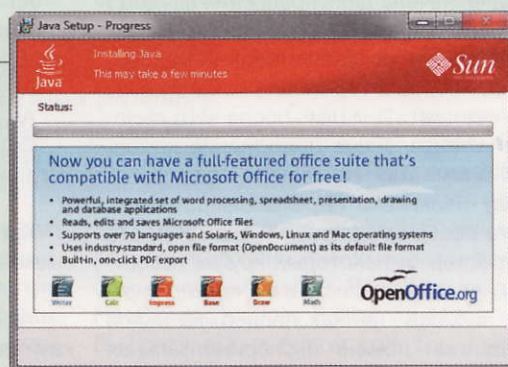 Java Setup - Progress
Java
Installing Java
This may take a few minutes
Sun
Status:
Now you can have a full-featured office suite that's
compatible with Microsoft Office for free!
• Powerful, integrated set of word processing, spreadsheet, presentation, drawing
and database applications
• Reads, edits and saves Microsoft Office files
• Supports over 70 languages and Solaris, Windows, Linux and Mac operating systems
• Uses industry-standard, open file format (OpenDocument) as its default file format
• Built-in, one-click PDF export
Writer Calc Impress Base Draw Math
OpenOffice.org